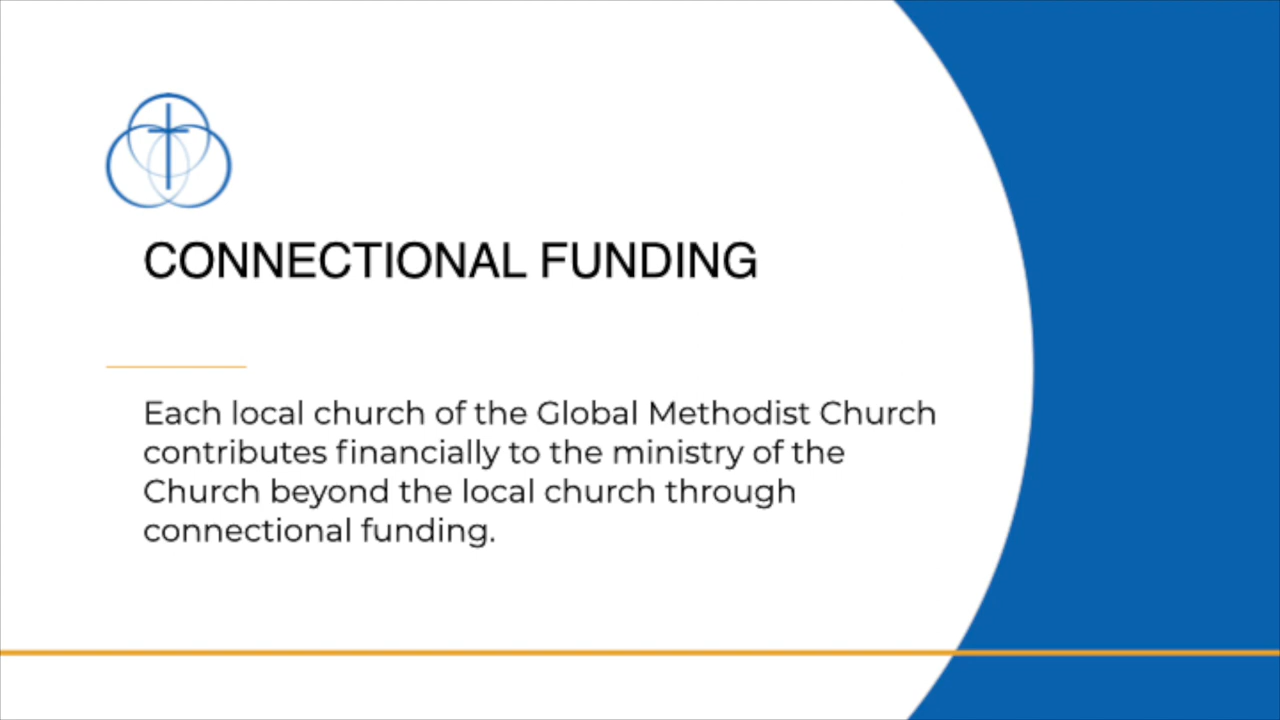 CONNECTIONAL FUNDING
Each local church of the Global Methodist Church
contributes financially to the ministry of the
Church beyond the local church through
connectional funding.